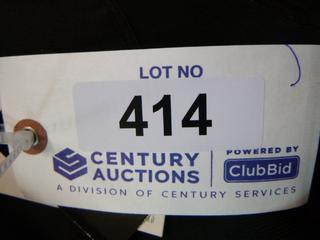 LOT NO
414
CENTURY AUCTIONS
POWERED BY
ClubBid
A DIVISION OF CENTURY SERVICES